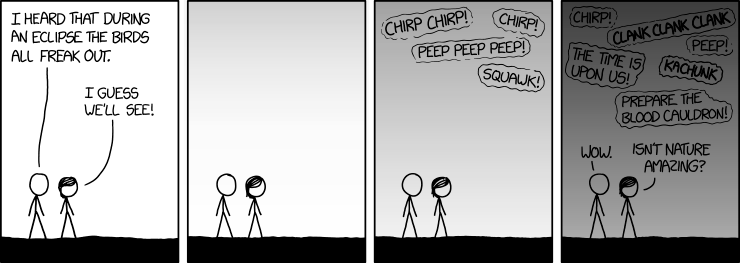 I HEARD THAT DURING
AN ECLIPSE THE BIRDS
ALL FREAK OUT.
I GUESS
WE'LL SEE!
CHIRP CHIRP!
CHIRP!
PEEP PEEP PEEP!
SQUAWK!
CHIRP!
CLANK CLANK CLANK
PEEP!
THE TIME IS
UPON US!
KACHUNK
PREPARE THE
BLOOD CAULDRON!
WOW.
ISN'T NATURE
AMAZING?